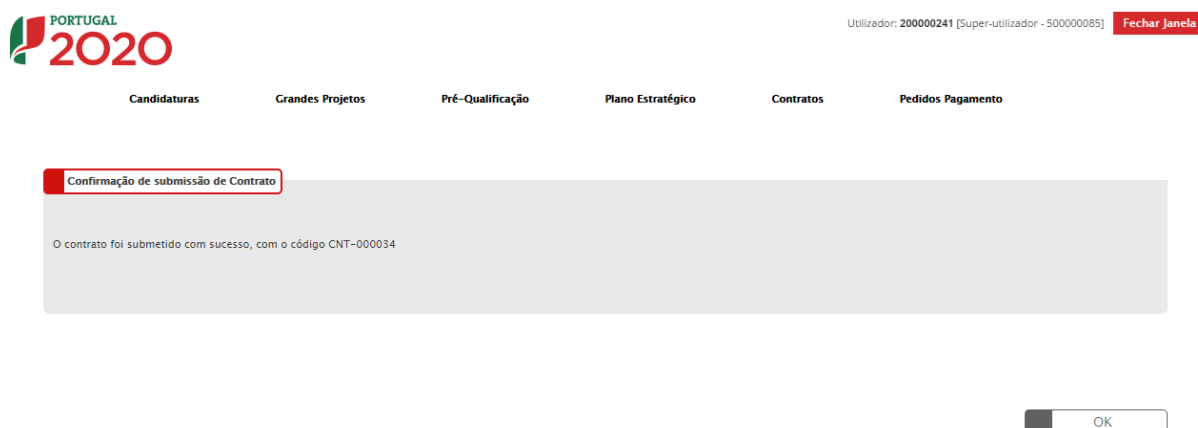 PORTUGAL
2020
Utilizador: 200000241 [Super-utilizador - 500000085]
Fechar Janela
Candidaturas Grandes Projetos Pré-Qualificação Plano Estratégico Contratos Pedidos Pagamento
Confirmação de submissão de Contrato
O contrato foi submetido com sucesso, com o código CNT-000034
OK